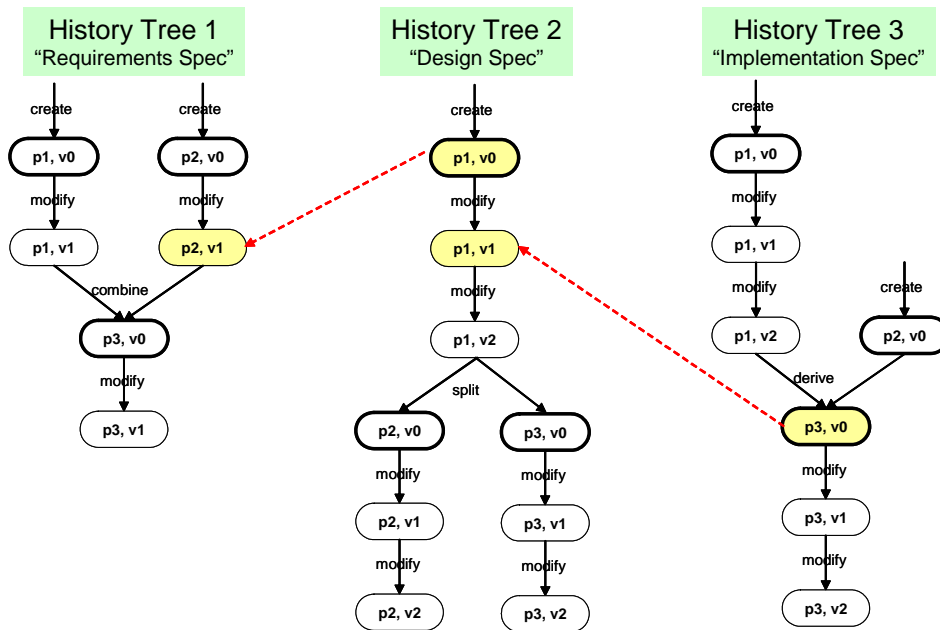 History Tree 1
“Requirements Spec”
create
create
p1, v0
p2, v0
modify
modify
p1, v1
p2, v1
combine
p3, v0
modify
p3, v1
History Tree 2
“Design Spec”
create
p1, v0
modify
p1, v1
modify
p1, v2
split
p2, v0
p3, v0
modify
modify
p2, v1
p3, v1
modify
modify
p2, v2
p3, v2
History Tree 3
“Implementation Spec”
create
p1, v0
modify
p1, v1
modify
create
p1, v2
p2, v0
derive
p3, v0
modify
p3, v1
modify
p3, v2